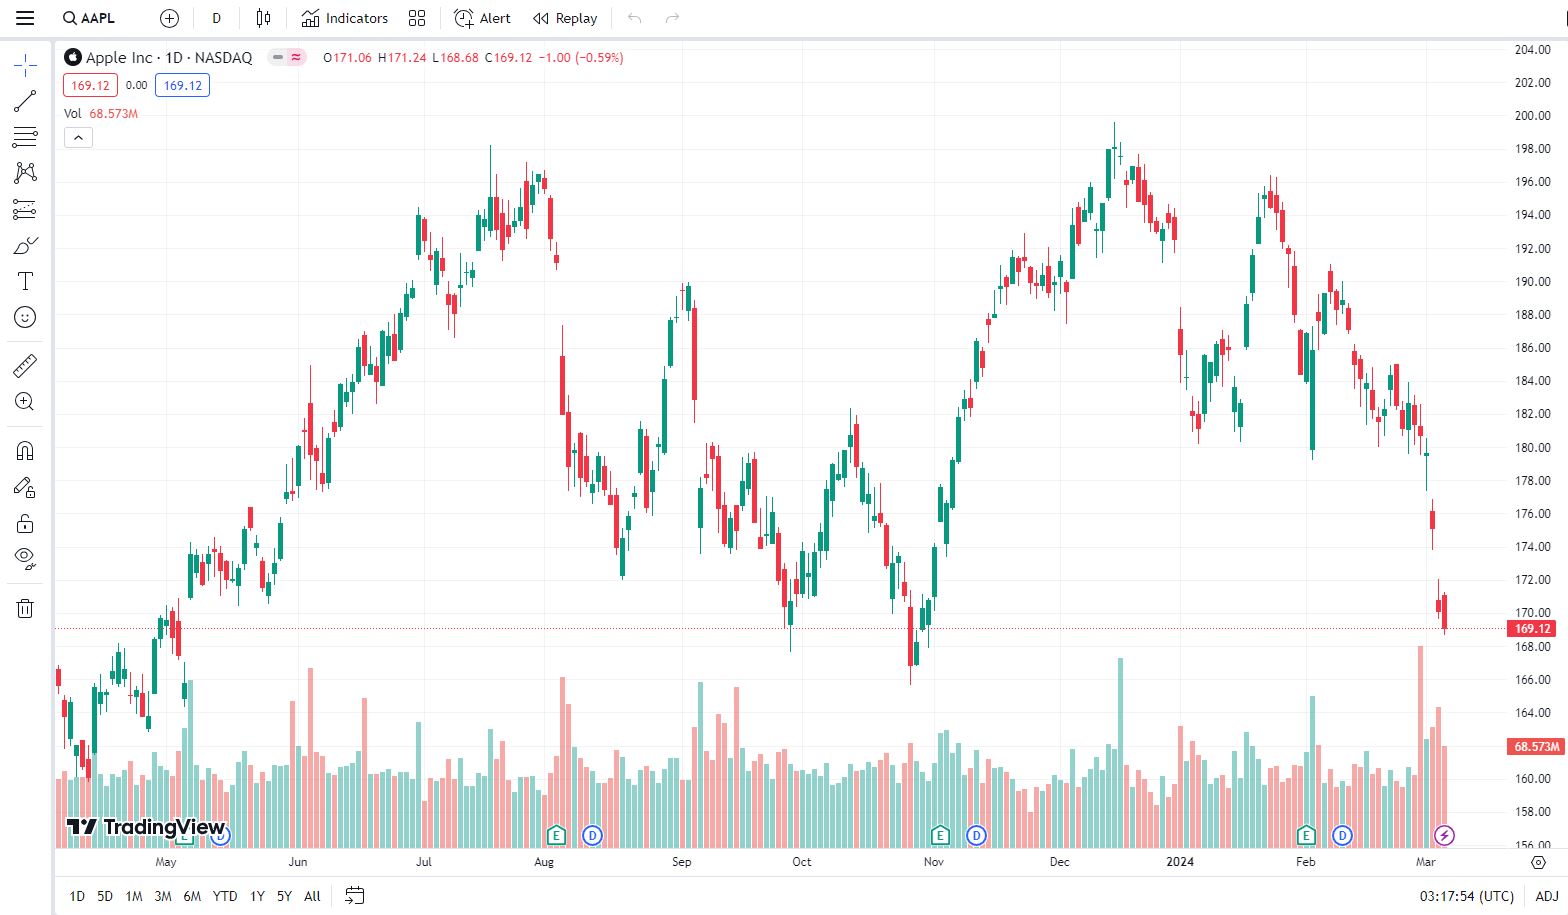 AAPL D Indicators Alert Replay
Apple Inc · 1D · NASDAQ O171.06 H171.24 L168.68 C169.12 −1.00 (−0.59%)
169.12 0.00 169.12
Vol 68.573M
204.00
202.00
200.00
198.00
196.00
194.00
192.00
190.00
188.00
186.00
184.00
182.00
180.00
178.00
176.00
174.00
172.00
170.00
169.12
168.00
166.00
164.00
68.573M
160.00
158.00
156.00
TradingView
E D E D E D E D
May Jun Jul Aug Sep Oct Nov Dec 2024 Feb Mar
1D 5D 1M 3M 6M YTD 1Y 5Y All 03:17:54 (UTC) ADJ